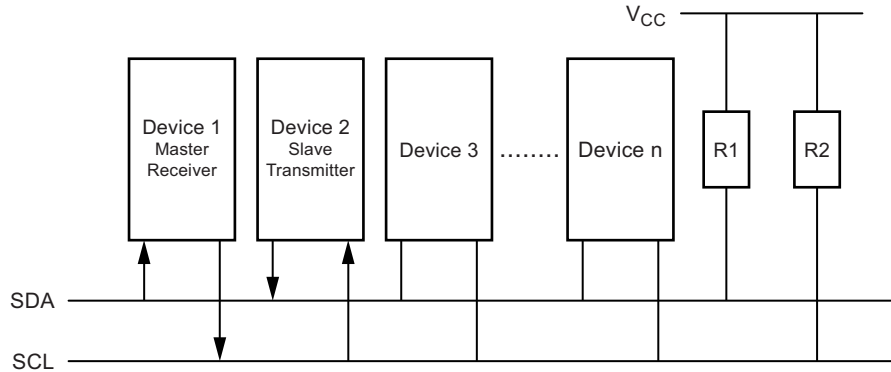 V_CC
Device 1
Master
Receiver
Device 2
Slave
Transmitter
Device 3
........
Device n
R1
R2
SDA
SCL